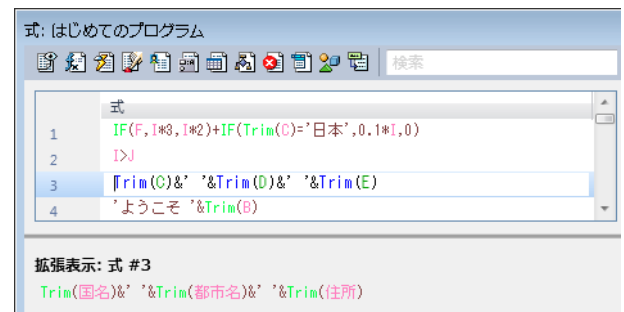 式: はじめてのプログラム
検索
式
1 IF(F,I*3,I*2)+IF(Trim(C)='日本',0.1*I,0)
2 I>J
3 Trim(C)&' '&Trim(D)&' '&Trim(E)
4 'ようこそ '&Trim(B)
拡張表示: 式 #3
Trim(国名)&' '&Trim(都市名)&' '&Trim(住所)